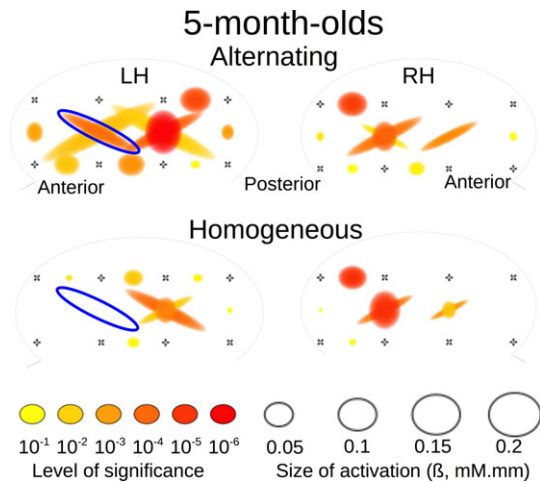 5-month-olds
Alternating
LH RH
Anterior Posterior Anterior
Homogeneous
10-1 10-2 10-3 10-4 10-5 10-6 0.05 0.1 0.15 0.2
Level of significance Size of activation (ß, mM.mm)